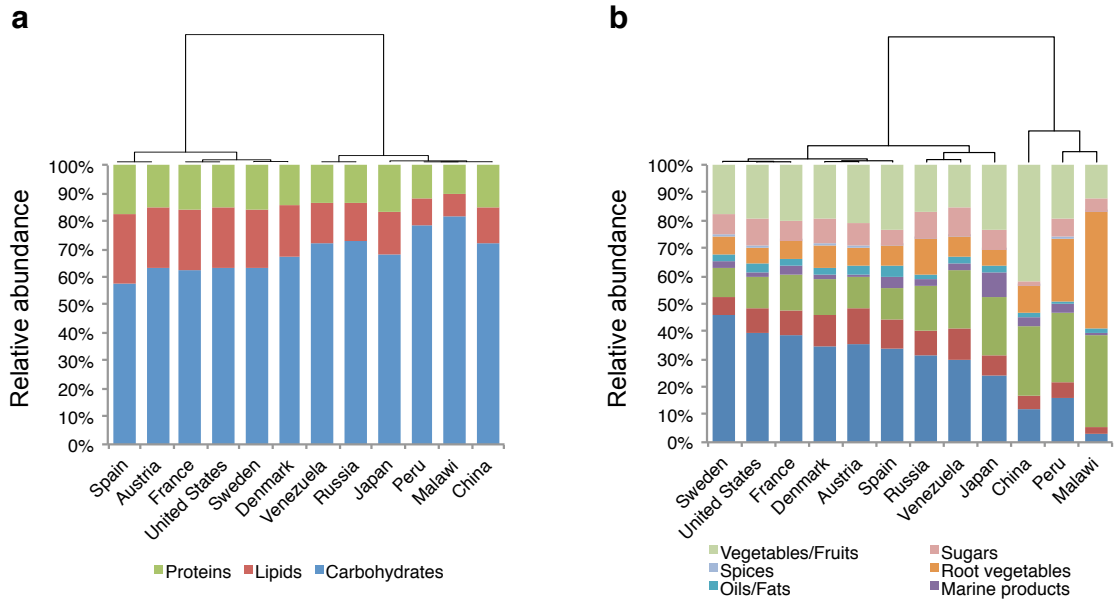 a
Relative abundance
100%
90%
80%
70%
60%
50%
40%
30%
20%
10%
0%
Spain
Austria
France
United States
Sweden
Denmark
Venezuela
Russia
Japan
Peru
Malawi
China
Proteins Lipids Carbohydrates
b
Relative abundance
100%
90%
80%
70%
60%
50%
40%
30%
20%
10%
0%
Sweden
United States
France
Denmark
Austria
Spain
Russia
Venezuela
Japan
China
Peru
Malawi
Vegetables/Fruits Sugars
Spices Root vegetables
Oils/Fats Marine products